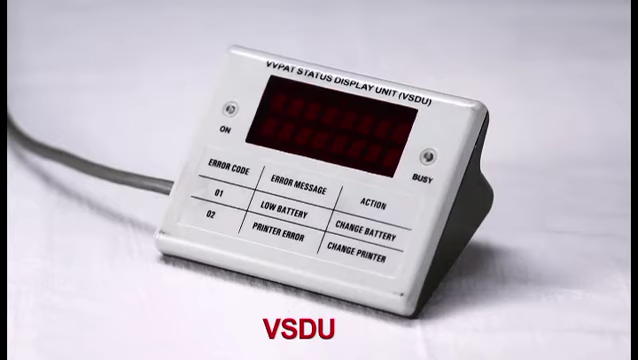 VVPAT STATUS DISPLAY UNIT (VSDU)
ON
BUSY
ERROR CODE ERROR MESSAGE ACTION
01 LOW BATTERY CHANGE BATTERY
02 PRINTER ERROR CHANGE PRINTER
VSDU